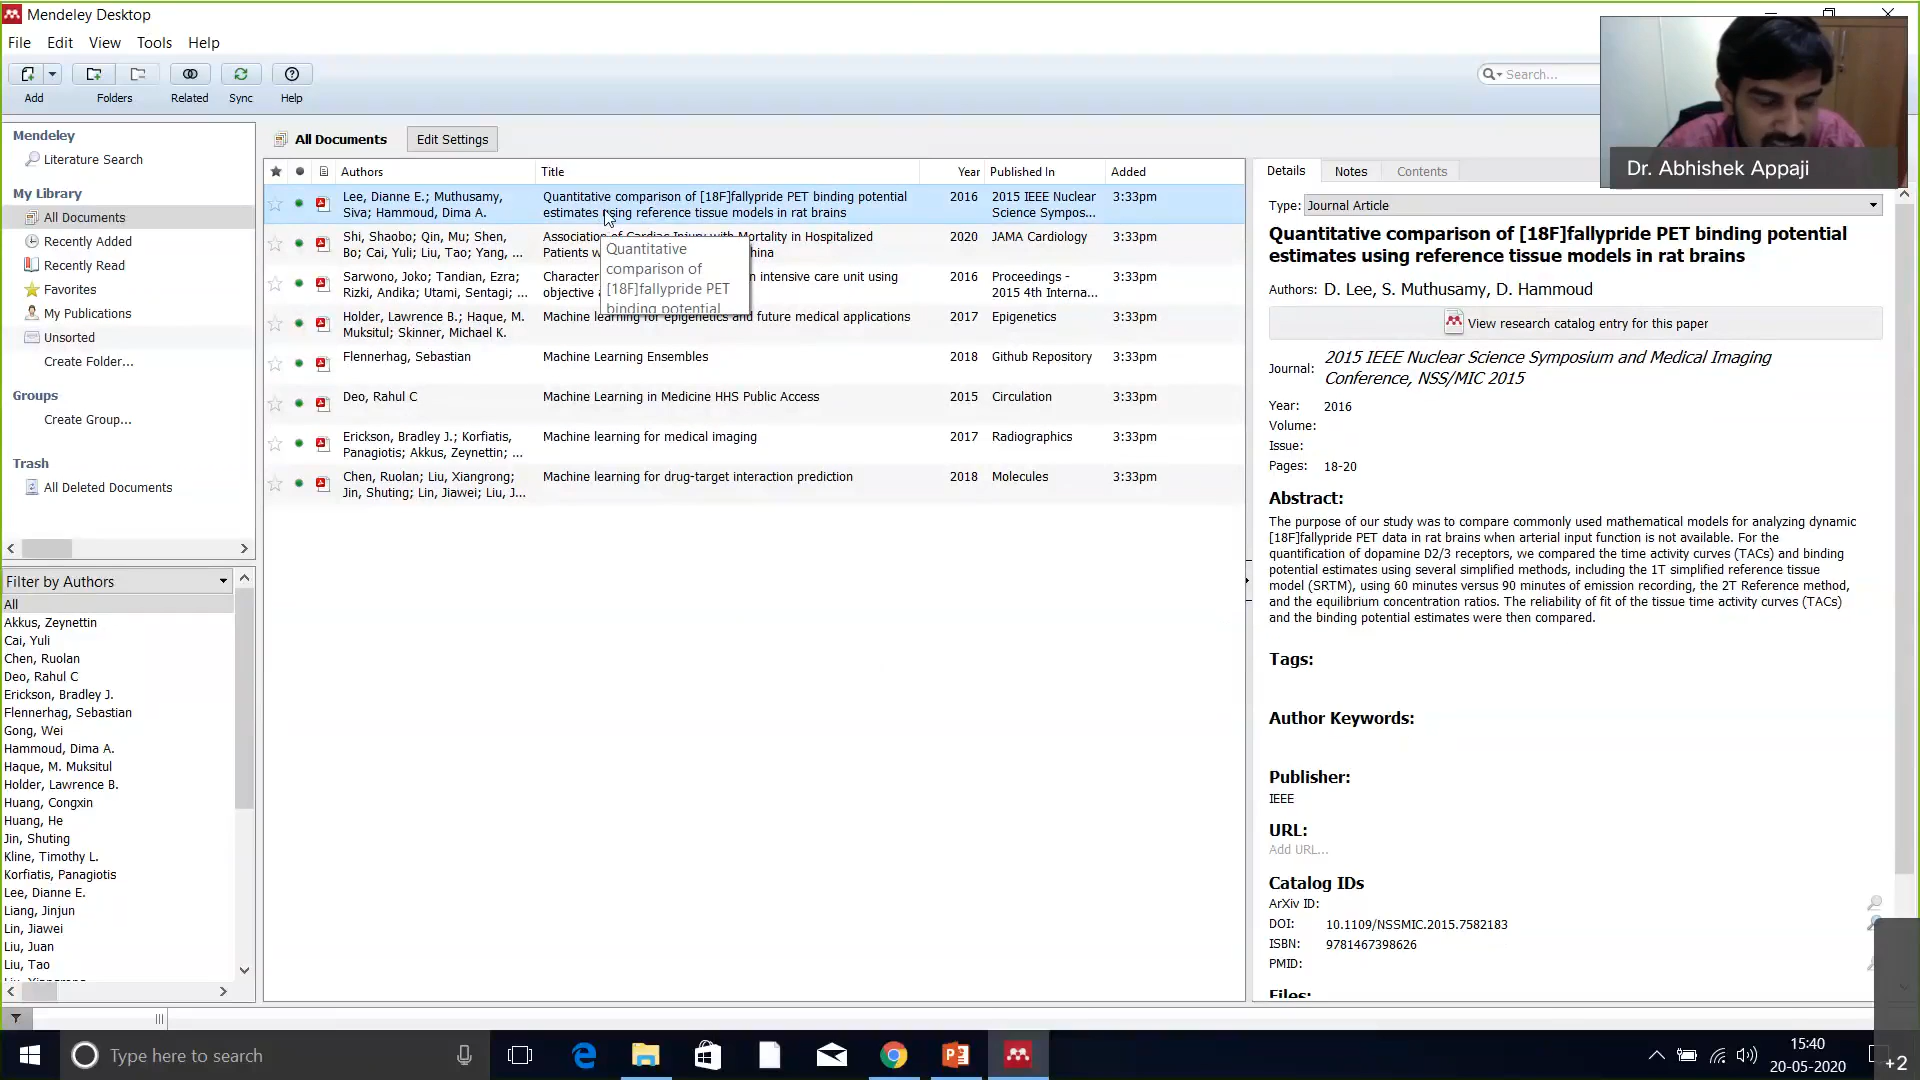 Mendeley Desktop
File Edit View Tools Help
Add Folders Related Sync Help
Search...
Dr. Abhishek Appaji
Mendeley
Literature Search
My Library
All Documents
Recently Added
Recently Read
Favorites
My Publications
Unsorted
Create Folder...
Groups
Create Group...
Trash
All Deleted Documents
Filter by Authors
All
Akkus, Zeynettin
Cai, Yuli
Chen, Ruolan
Deo, Rahul C
Erickson, Bradley J.
Flennerhag, Sebastian
Gong, Wei
Hammoud, Dima A.
Haque, M. Muksitul
Holder, Lawrence B.
Huang, Congxin
Huang, He
Jin, Shuting
Kline, Timothy L.
Korfiatis, Panagiotis
Lee, Dianne E.
Liang, Jinjun
Lin, Jiawei
Liu, Juan
Liu, Tao
All Documents Edit Settings
Authors Title Year Published In Added
Lee, Dianne E.; Muthusamy, Quantitative comparison of [18F]fallypride PET binding potential 2016 2015 IEEE Nuclear 3:33pm
Siva; Hammoud, Dima A. estimates using reference tissue models in rat brains Science Sympos...
Shi, Shaobo; Qin, Mu; Shen, Association of Cardiac Injury with Mortality in Hospitalized 2020 JAMA Cardiology 3:33pm
Bo; Cai, Yuli; Liu, Tao; Yang, ... Patients w hina
Sarwono, Joko; Tandian, Ezra; Character n intensive care unit using 2016 Proceedings - 3:33pm
Rizki, Andika; Utami, Sentagi; ... objective a 2015 4th Interna...
Holder, Lawrence B.; Haque, M. Machine learning for epigenetics and future medical applications 2017 Epigenetics 3:33pm
Muksitul; Skinner, Michael K.
Flennerhag, Sebastian Machine Learning Ensembles 2018 Github Repository 3:33pm
Deo, Rahul C Machine Learning in Medicine HHS Public Access 2015 Circulation 3:33pm
Erickson, Bradley J.; Korfiatis, Machine learning for medical imaging 2017 Radiographics 3:33pm
Panagiotis; Akkus, Zeynettin; ...
Chen, Ruolan; Liu, Xiangrong; Machine learning for drug-target interaction prediction 2018 Molecules 3:33pm
Jin, Shuting; Lin, Jiawei; Liu, J...
Quantitative
comparison of
[18F]fallypride PET
binding potential
Details Notes Contents
Type: Journal Article
Quantitative comparison of [18F]fallypride PET binding potential
estimates using reference tissue models in rat brains
Authors: D. Lee, S. Muthusamy, D. Hammoud
View research catalog entry for this paper
Journal: 2015 IEEE Nuclear Science Symposium and Medical Imaging
Conference, NSS/MIC 2015
Year: 2016
Volume:
Issue:
Pages: 18-20
Abstract:
The purpose of our study was to compare commonly used mathematical models for analyzing dynamic
[18F]fallypride PET data in rat brains when arterial input function is not available. For the
quantification of dopamine D2/3 receptors, we compared the time activity curves (TACs) and binding
potential estimates using several simplified methods, including the 1T simplified reference tissue
model (SRTM), using 60 minutes versus 90 minutes of emission recording, the 2T Reference method,
and the equilibrium concentration ratios. The reliability of fit of the tissue time activity curves (TACs)
and the binding potential estimates were then compared.
Tags:
Author Keywords:
Publisher:
IEEE
URL:
Add URL...
Catalog IDs
ArXiv ID:
DOI: 10.1109/NSSMIC.2015.7582183
ISBN: 9781467398626
PMID:
Files:
Type here to search
15:40
20-05-2020
+2